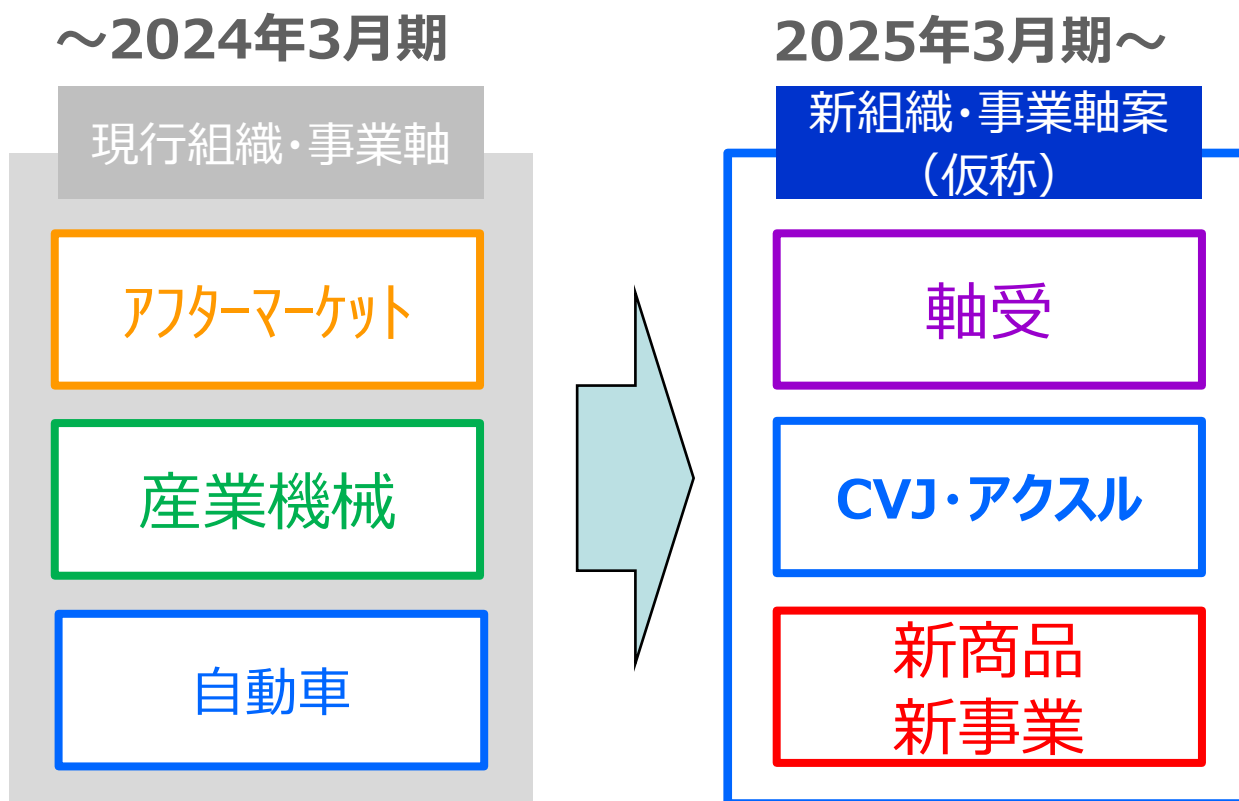 ～2024年3月期
現行組織・事業軸
アフターマーケット
産業機械
自動車
2025年3月期～
新組織・事業軸案
（仮称）
軸受
CVJ・アクスル
新商品
新事業